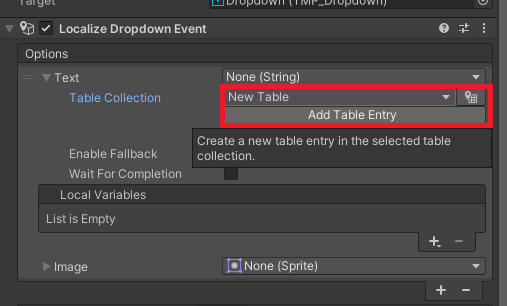 Target
Dropdown (TMP_Dropdown)
Localize Dropdown Event
Options
Text
None (String)
Table Collection
New Table
Add Table Entry
Create a new table entry in the selected table
collection.
Enable Fallback
Wait For Completion
Local Variables
List is Empty
Image
None (Sprite)